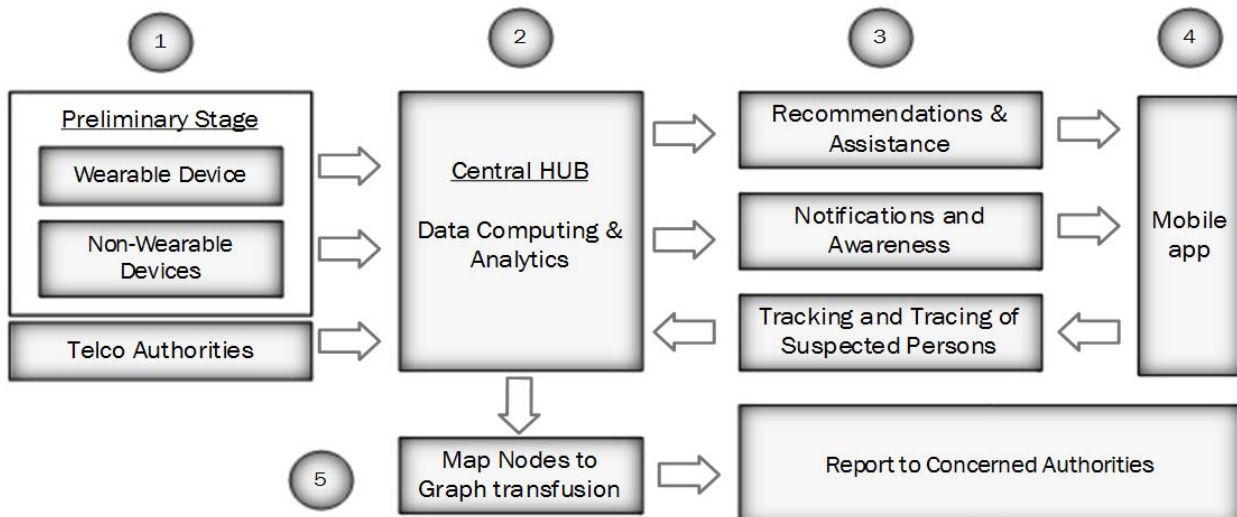 1
2
3
4
Preliminary Stage
Wearable Device
Non-Wearable
Devices
Telco Authorities
Central HUB
Data Computing &
Analytics
Recommendations &
Assistance
Notifications and
Awareness
Tracking and Tracing of
Suspected Persons
Mobile
app
5
Map Nodes to
Graph transfusion
Report to Concerned Authorities